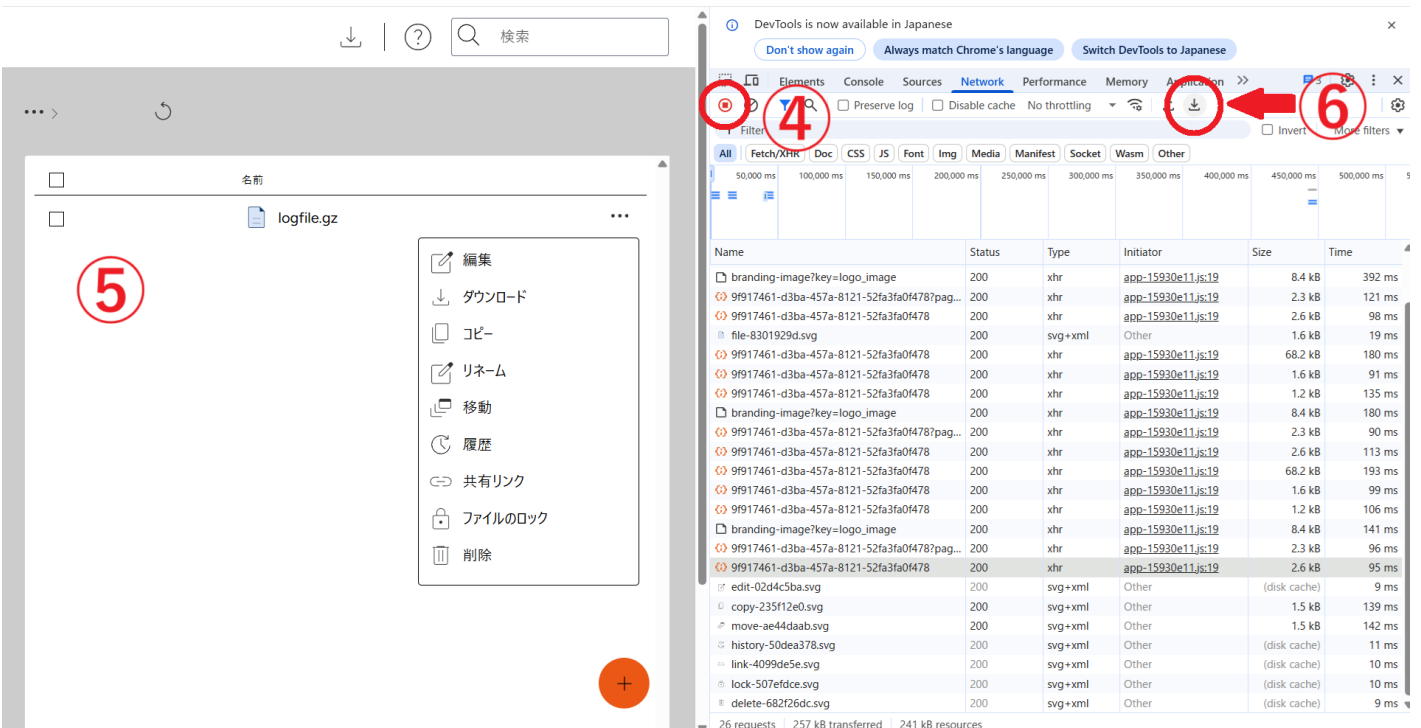 検索
名前
logfile.gz
編集
ダウンロード
コピー
リネーム
移動
履歴
共有リンク
ファイルのロック
削除
⑤
DevTools is now available in Japanese
Don't show again Always match Chrome's language Switch DevTools to Japanese
Elements Console Sources Network Performance Memory Application 3
Preserve log Disable cache No throttling
④ ⑥
Filter Invert More filters
All Fetch/XHR Doc CSS JS Font Img Media Manifest Socket Wasm Other
50,000 ms 100,000 ms 150,000 ms 200,000 ms 250,000 ms 300,000 ms 350,000 ms 400,000 ms 450,000 ms 500,000 ms
Name Status Type Initiator Size Time
branding-image?key=logo_image 200 xhr app-15930e11.js:19 8.4 kB 392 ms
9f917461-d3ba-457a-8121-52fa3fa0f478?pag... 200 xhr app-15930e11.js:19 2.3 kB 121 ms
9f917461-d3ba-457a-8121-52fa3fa0f478 200 xhr app-15930e11.js:19 2.6 kB 98 ms
file-8301929d.svg 200 svg+xml Other 1.6 kB 19 ms
9f917461-d3ba-457a-8121-52fa3fa0f478 200 xhr app-15930e11.js:19 68.2 kB 180 ms
9f917461-d3ba-457a-8121-52fa3fa0f478 200 xhr app-15930e11.js:19 1.6 kB 91 ms
9f917461-d3ba-457a-8121-52fa3fa0f478 200 xhr app-15930e11.js:19 1.2 kB 135 ms
branding-image?key=logo_image 200 xhr app-15930e11.js:19 8.4 kB 180 ms
9f917461-d3ba-457a-8121-52fa3fa0f478?pag... 200 xhr app-15930e11.js:19 2.3 kB 90 ms
9f917461-d3ba-457a-8121-52fa3fa0f478 200 xhr app-15930e11.js:19 2.6 kB 113 ms
9f917461-d3ba-457a-8121-52fa3fa0f478 200 xhr app-15930e11.js:19 68.2 kB 193 ms
9f917461-d3ba-457a-8121-52fa3fa0f478 200 xhr app-15930e11.js:19 1.6 kB 99 ms
9f917461-d3ba-457a-8121-52fa3fa0f478 200 xhr app-15930e11.js:19 1.2 kB 106 ms
branding-image?key=logo_image 200 xhr app-15930e11.js:19 8.4 kB 141 ms
9f917461-d3ba-457a-8121-52fa3fa0f478?pag... 200 xhr app-15930e11.js:19 2.3 kB 96 ms
9f917461-d3ba-457a-8121-52fa3fa0f478 200 xhr app-15930e11.js:19 2.6 kB 95 ms
edit-02d4c5ba.svg 200 svg+xml Other (disk cache) 9 ms
copy-235f12e0.svg 200 svg+xml Other 1.5 kB 139 ms
move-ae44daab.svg 200 svg+xml Other 1.5 kB 142 ms
history-50dea378.svg 200 svg+xml Other (disk cache) 11 ms
link-4099de5e.svg 200 svg+xml Other (disk cache) 10 ms
lock-507efdce.svg 200 svg+xml Other (disk cache) 10 ms
delete-682f26dc.svg 200 svg+xml Other (disk cache) 9 ms
26 requests 257 kB transferred 241 kB resources